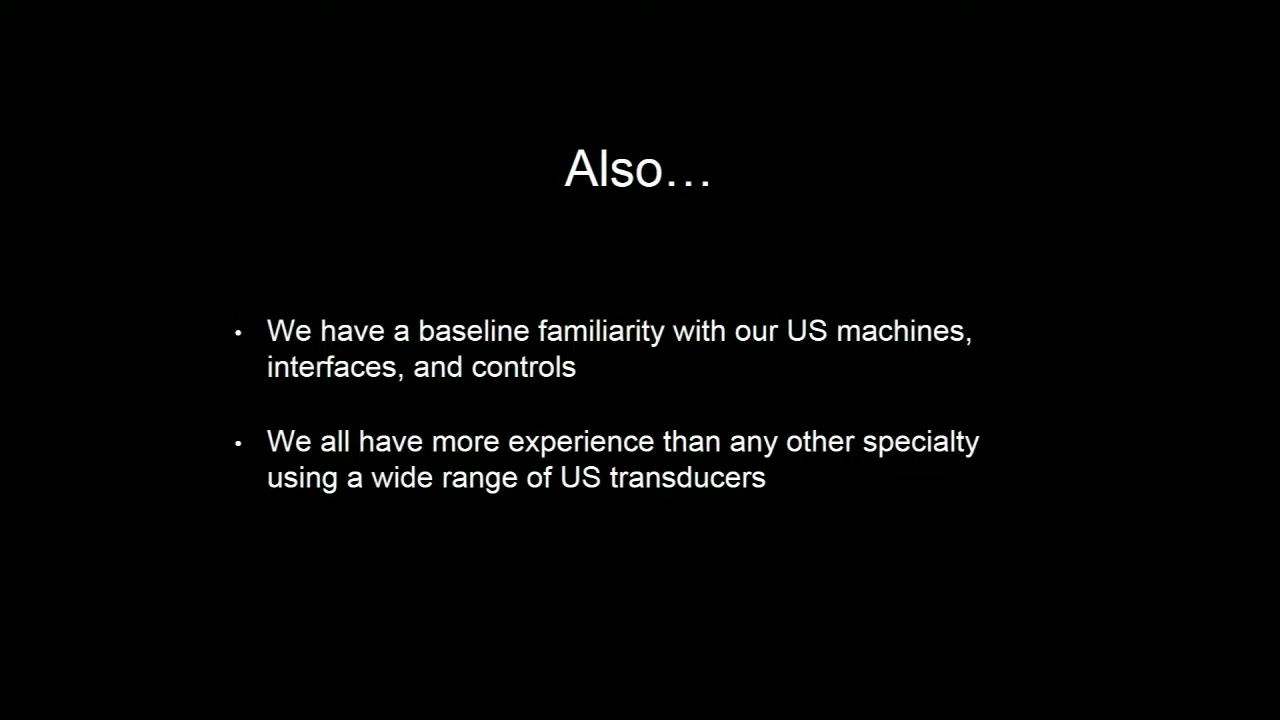 Also…
• We have a baseline familiarity with our US machines,
interfaces, and controls
• We all have more experience than any other specialty
using a wide range of US transducers